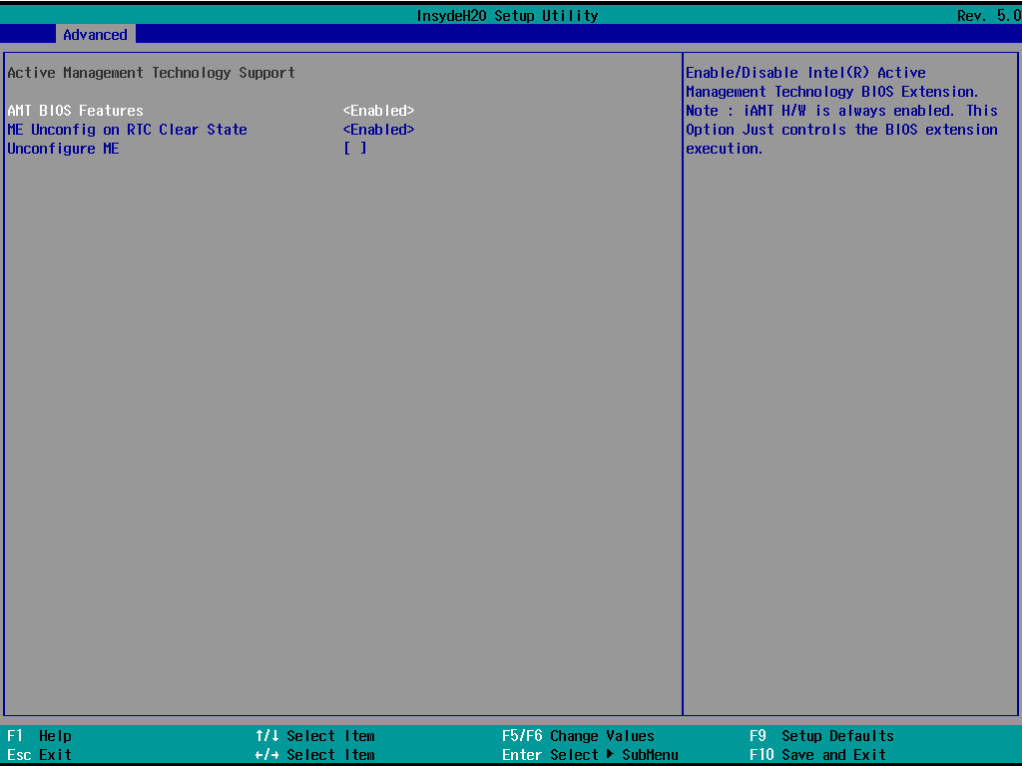 InsydeH20 Setup Utility Rev. 5.0
Advanced
Active Management Technology Support
AMT BIOS Features <Enabled>
ME Unconfig on RTC Clear State <Enabled>
Unconfigure ME [ ]
Enable/Disable Intel(R) Active
Management Technology BIOS Extension.
Note : iAMT H/W is always enabled. This
Option Just controls the BIOS extension
execution.
F1 Help ↑/↓ Select Item F5/F6 Change Values F9 Setup Defaults
Esc Exit ←/→ Select Item Enter Select ▶ SubMenu F10 Save and Exit